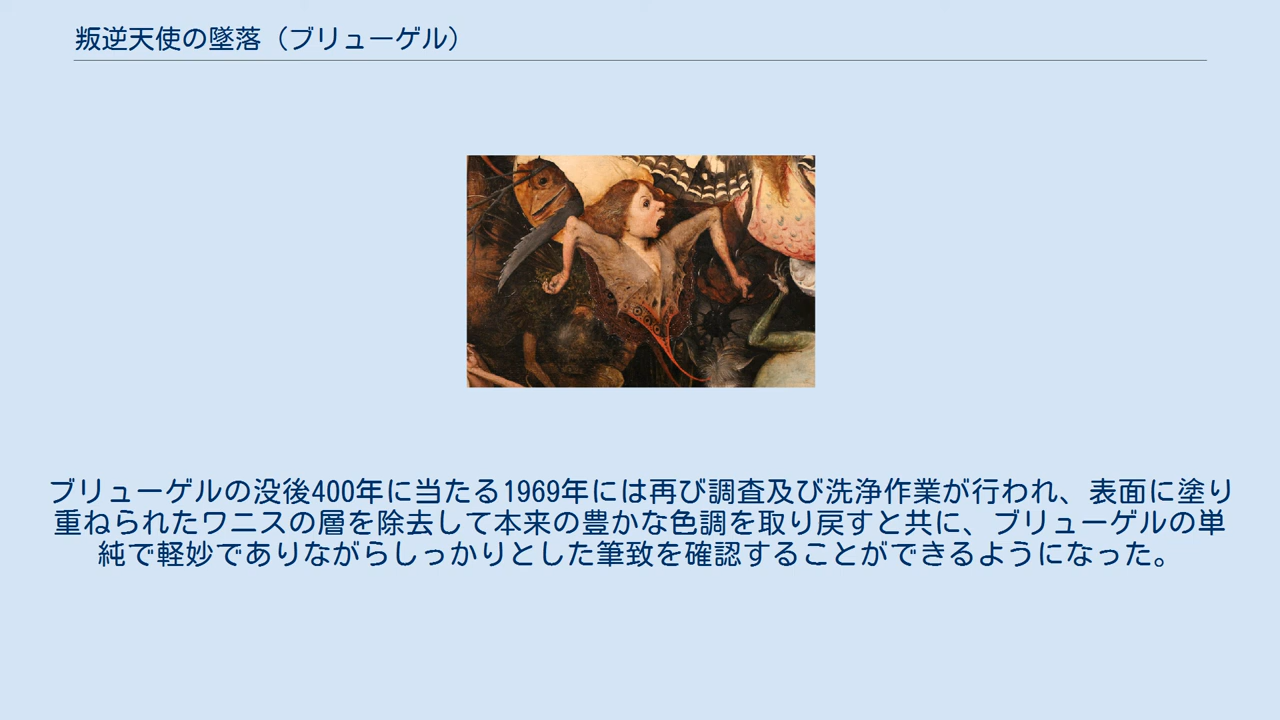 叛逆天使の墜落（ブリューゲル）
ブリューゲルの没後400年に当たる1969年には再び調査及び洗浄作業が行われ、表面に塗り
重ねられたワニスの層を除去して本来の豊かな色調を取り戻すと共に、ブリューゲルの単
純で軽妙でありながらしっかりとした筆致を確認することができるようになった。